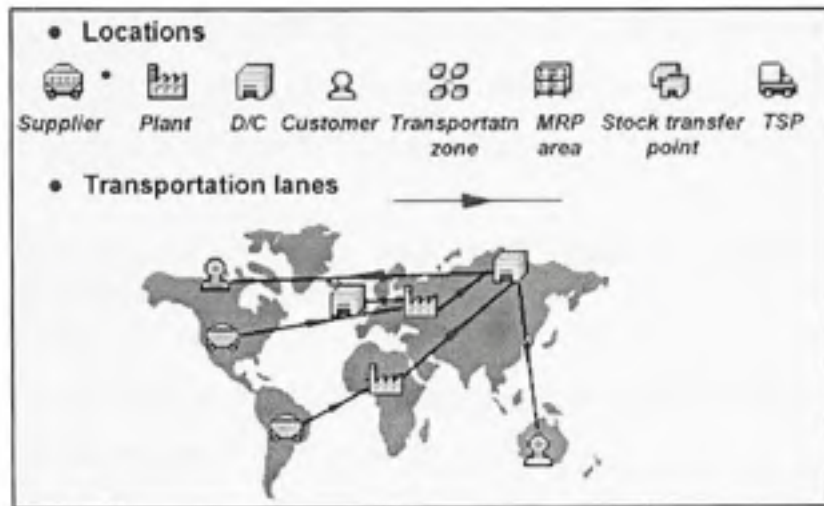 • Locations
Supplier Plant D/C Customer Transportatn zone MRP area Stock transfer point TSP
• Transportation lanes